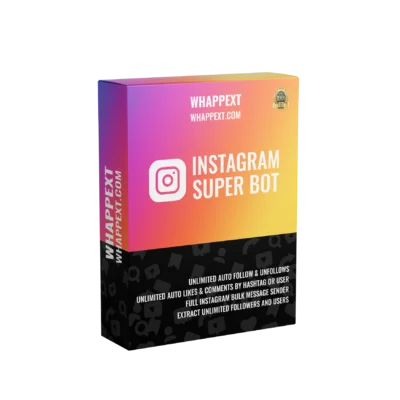 WHAPPEXT
WHAPPEXT.COM
INSTAGRAM
SUPER BOT
UNLIMITED AUTO FOLLOW & UNFOLLOWS
UNLIMITED AUTO LIKES & COMMENTS BY HASHTAG OR USER
FULL INSTAGRAM BULK MESSAGE SENDER
EXTRACT UNLIMITED FOLLOWERS AND USERS
WHAPPEXT
WHAPPEXT.COM